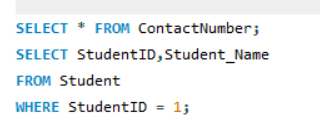 SELECT * FROM ContactNumber;
SELECT StudentID,Student_Name
FROM Student
WHERE StudentID = 1;